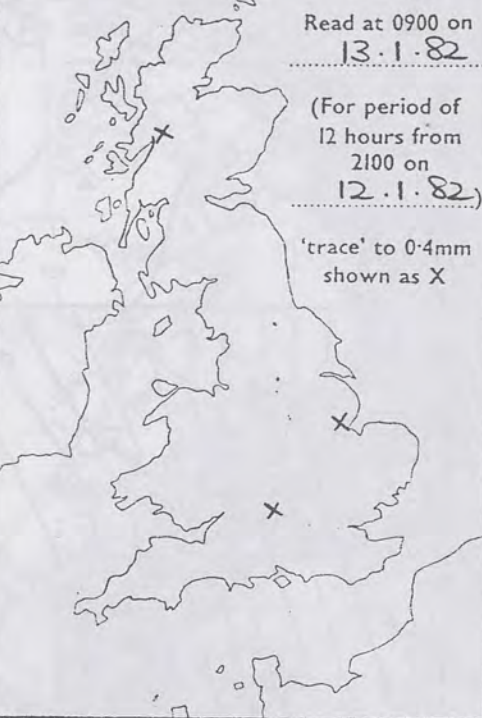 Read at 0900 on
13.1.82
(For period of
12 hours from
2100 on
12.1.82)
'trace' to 0·4mm
shown as X
X
X
X